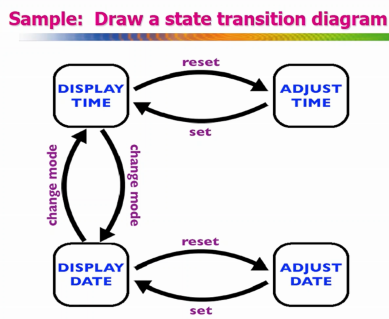 Sample: Draw a state transition diagram
reset
DISPLAY
TIME
ADJUST
TIME
set
change mode
change mode
reset
DISPLAY
DATE
ADJUST
DATE
set